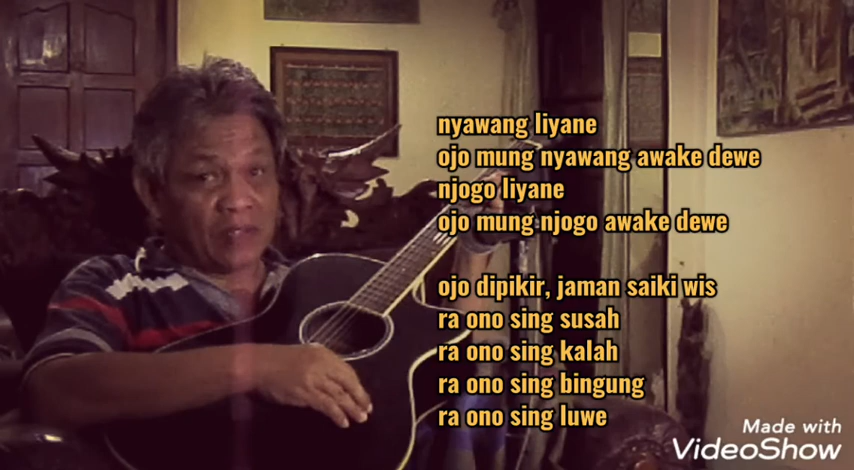 nyawang liyane
ojo mung nyawang awake dewe
njogo liyane
ojo mung njogo awake dewe
ojo dipikir, jaman saiki wis
ra ono sing susah
ra ono sing kalah
ra ono sing bingung
ra ono sing luwe
Made with
VideoShow